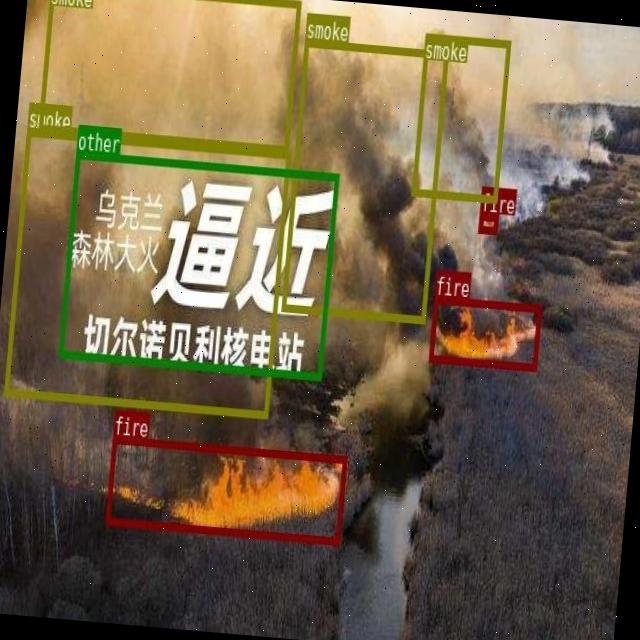 smoke
smoke
smoke
smoke
other
乌克兰
森林大火
逼近
切尔诺贝利核电站
fire
fire
fire